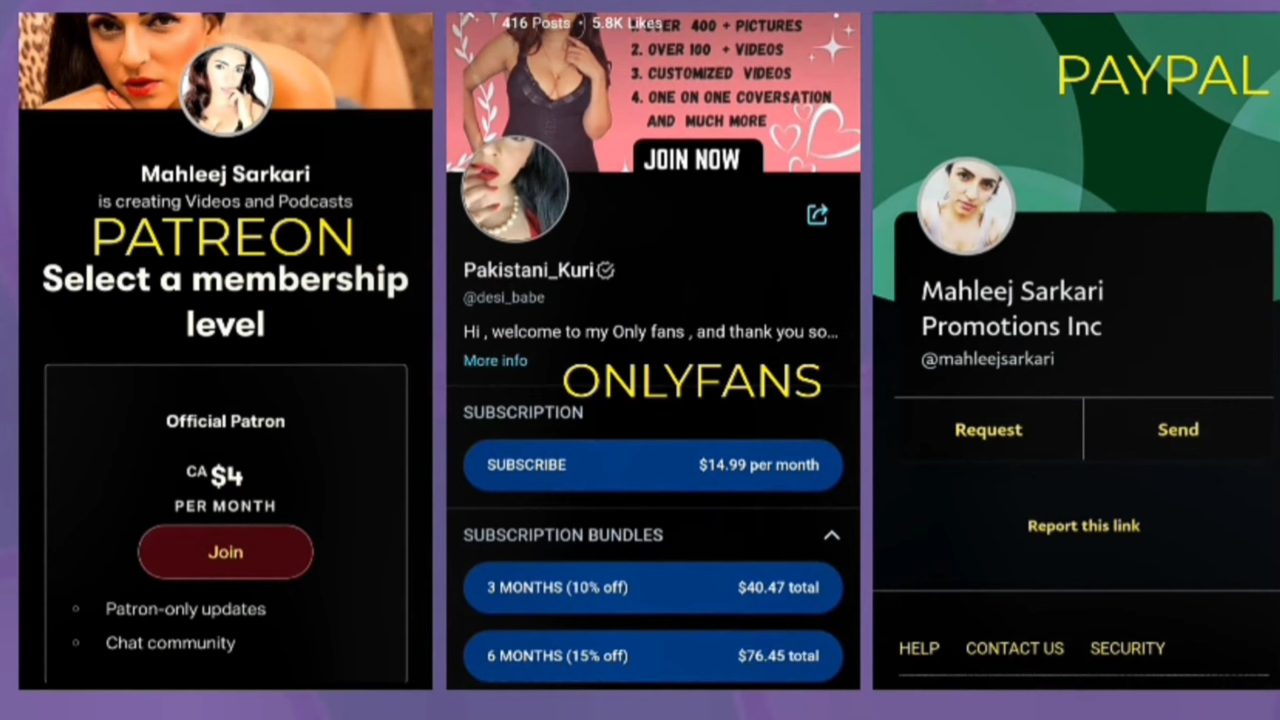 Mahleej Sarkari
is creating Videos and Podcasts
PATREON
Select a membership
level
Official Patron
CA $4
PER MONTH
Join
Patron-only updates
Chat community
416 Posts • 5.8K Likes
OVER 400 + PICTURES
2. OVER 100 + VIDEOS
3. CUSTOMIZED VIDEOS
4. ONE ON ONE COVERSATION
AND MUCH MORE
JOIN NOW
Pakistani_Kuri
@desi_babe
Hi , welcome to my Only fans , and thank you so...
More info
ONLYFANS
SUBSCRIPTION
SUBSCRIBE $14.99 per month
SUBSCRIPTION BUNDLES
3 MONTHS (10% off) $40.47 total
6 MONTHS (15% off) $76.45 total
PAYPAL
Mahleej Sarkari
Promotions Inc
@mahleejsarkari
Request Send
Report this link
HELP CONTACT US SECURITY